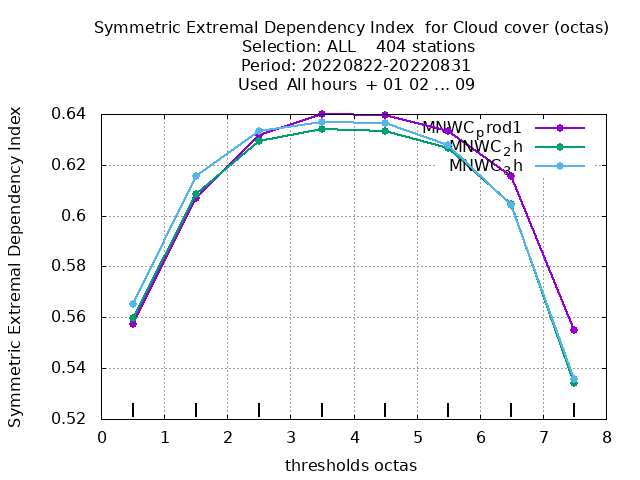 Symmetric Extremal Dependency Index for Cloud cover (octas)
Selection: ALL 404 stations
Period: 20220822-20220831
Used All hours + 01 02 ... 09
Symmetric Extremal Dependency Index
0.64
0.62
0.6
0.58
0.56
0.54
0.52
MNWCprod1
MNWC2h
MNWC3h
0 1 2 3 4 5 6 7 8
thresholds octas